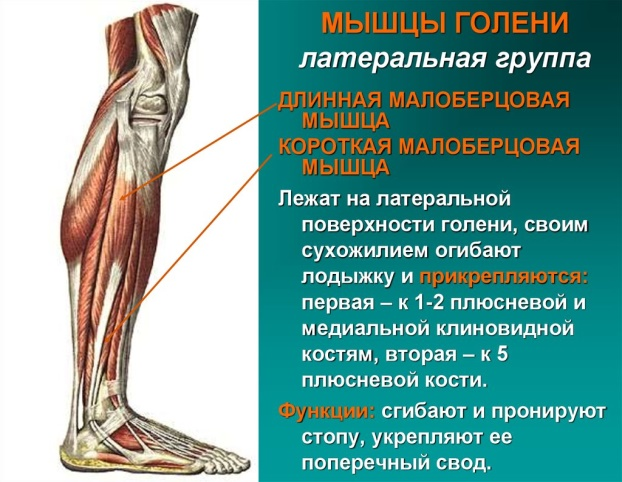 МЫШЦЫ ГОЛЕНИ
латеральная группа
ДЛИННАЯ МАЛОБЕРЦОВАЯ
МЫШЦА
КОРОТКАЯ МАЛОБЕРЦОВАЯ
МЫШЦА
Лежат на латеральной
поверхности голени, своим
сухожилием огибают
лодыжку и прикрепляются:
первая – к 1-2 плюсневой и
медиальной клиновидной
костям, вторая – к 5
плюсневой кости.
Функции: сгибают и пронируют
стопу, укрепляют ее
поперечный свод.